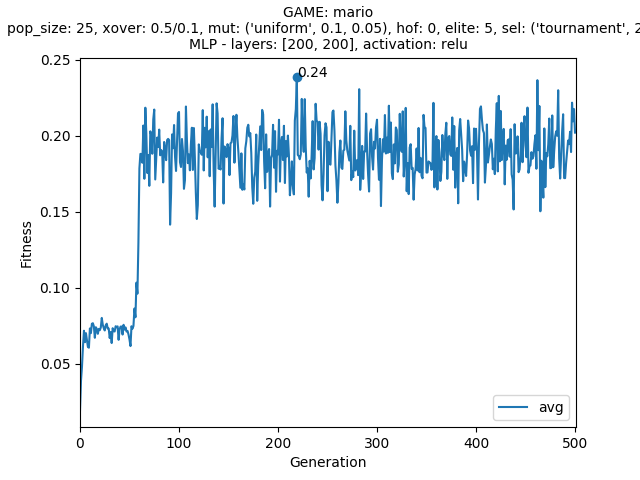 GAME: mario
pop_size: 25, xover: 0.5/0.1, mut: ('uniform', 0.1, 0.05), hof: 0, elite: 5, sel: ('tournament', 2
MLP - layers: [200, 200], activation: relu
0.25
0.24
0.20
0.15
0.10
0.05
Fitness
avg
0 100 200 300 400 500
Generation